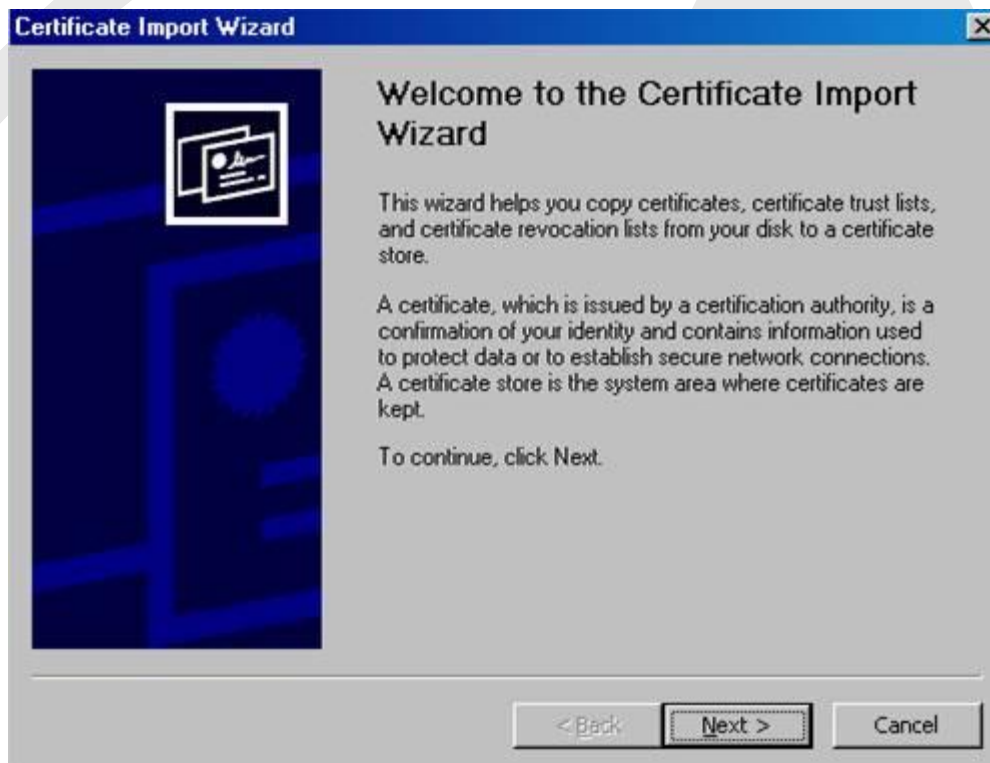 Certificate Import Wizard
Welcome to the Certificate Import
Wizard
This wizard helps you copy certificates, certificate trust lists,
and certificate revocation lists from your disk to a certificate
store.
A certificate, which is issued by a certification authority, is a
confirmation of your identity and contains information used
to protect data or to establish secure network connections.
A certificate store is the system area where certificates are
kept.
To continue, click Next.
< Back
Next >
Cancel